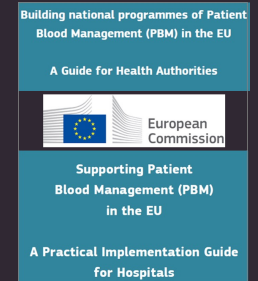 Building national programmes of Patient
Blood Management (PBM) in the EU
A Guide for Health Authorities
European
Commission
Supporting Patient
Blood Management (PBM)
in the EU
A Practical Implementation Guide
for Hospitals